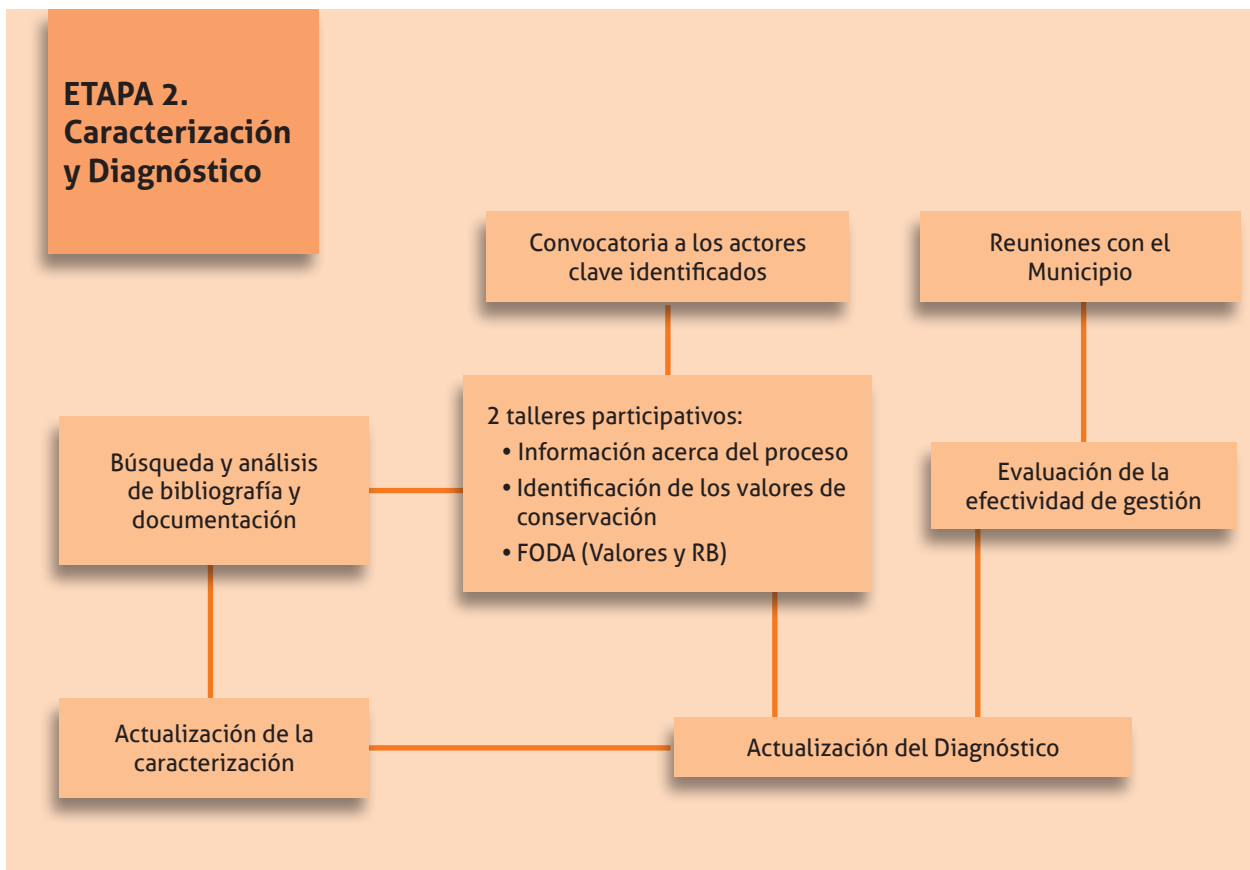 ETAPA 2.
Caracterización
y Diagnóstico
Convocatoria a los actores
clave identificados
Reuniones con el
Municipio
2 talleres participativos:
• Información acerca del proceso
• Identificación de los valores de
conservación
• FODA (Valores y RB)
Búsqueda y análisis
de bibliografía y
documentación
Evaluación de la
efectividad de gestión
Actualización de la
caracterización
Actualización del Diagnóstico